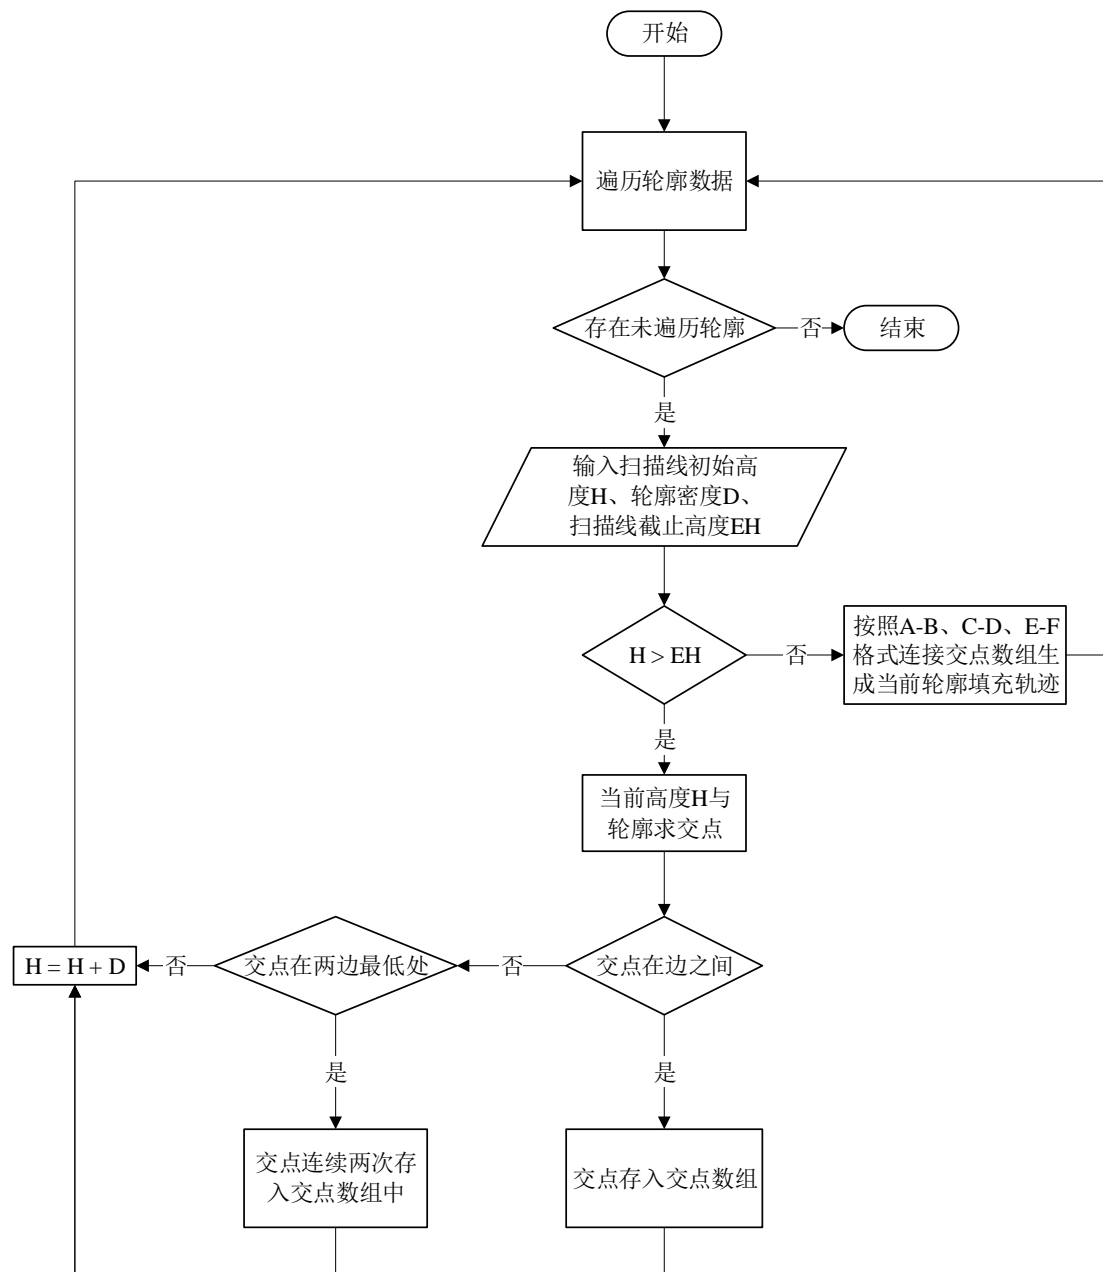 开始
遍历轮廓数据
存在未遍历轮廓
否
结束
是
输入扫描线初始高
度H、轮廓密度D、
扫描线截止高度EH
H > EH
否
按照A-B、C-D、E-F
格式连接交点数组生
成当前轮廓填充轨迹
是
当前高度H与
轮廓求交点
H = H + D
否
交点在两边最低处
否
交点在边之间
是
是
交点连续两次存
入交点数组中
交点存入交点数组